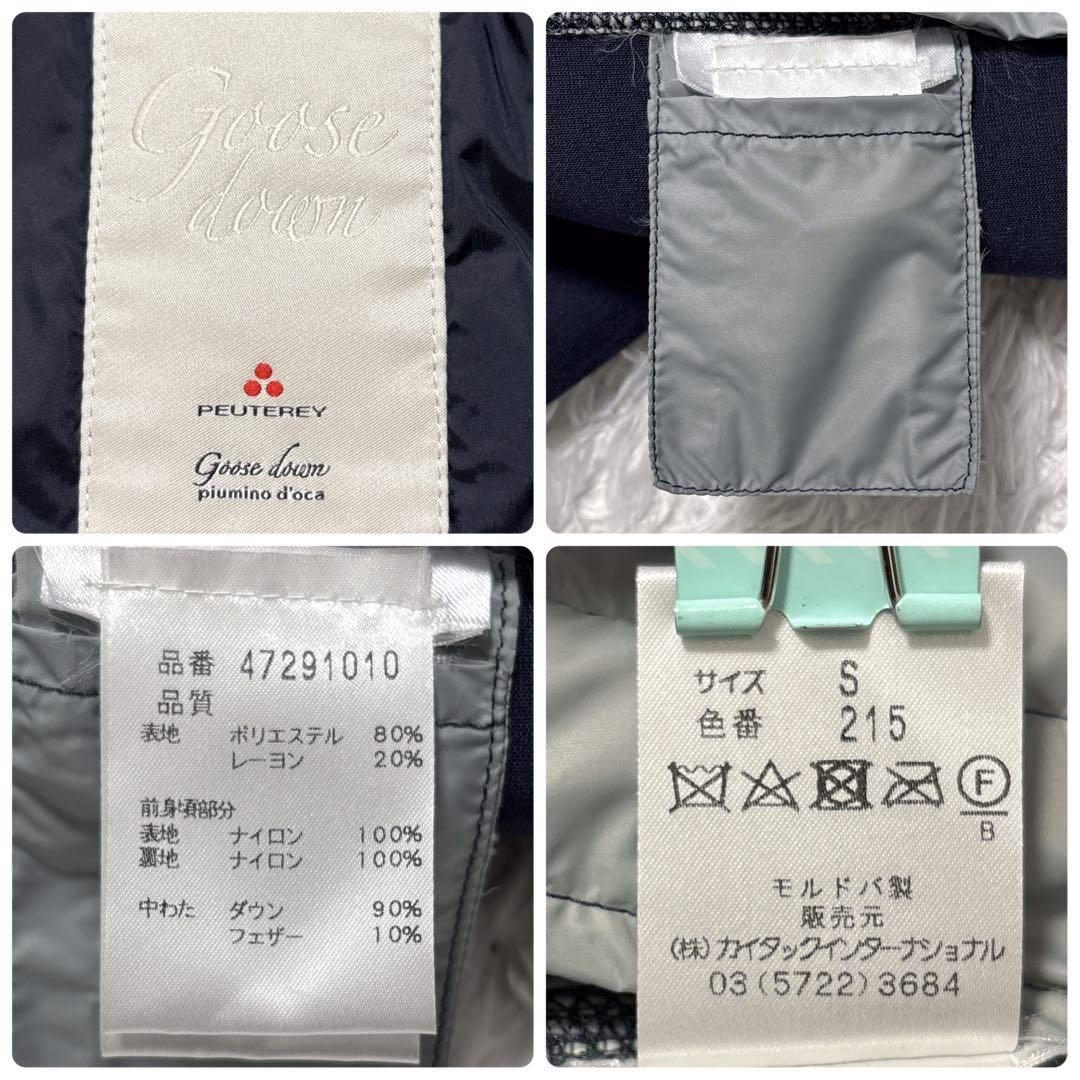 Goose
down
PEUTEREY
Goose down
piumino d'oca
品番 47291010
品質
表地 ポリエステル 80%
レーヨン 20%
前身頃部分
表地 ナイロン 100%
裏地 ナイロン 100%
中わた ダウン 90%
フェザー 10%
サイズ S
色番 215
F
B
モルドバ製
販売元
(株)カイタックインターナショナル
03(5722)3684